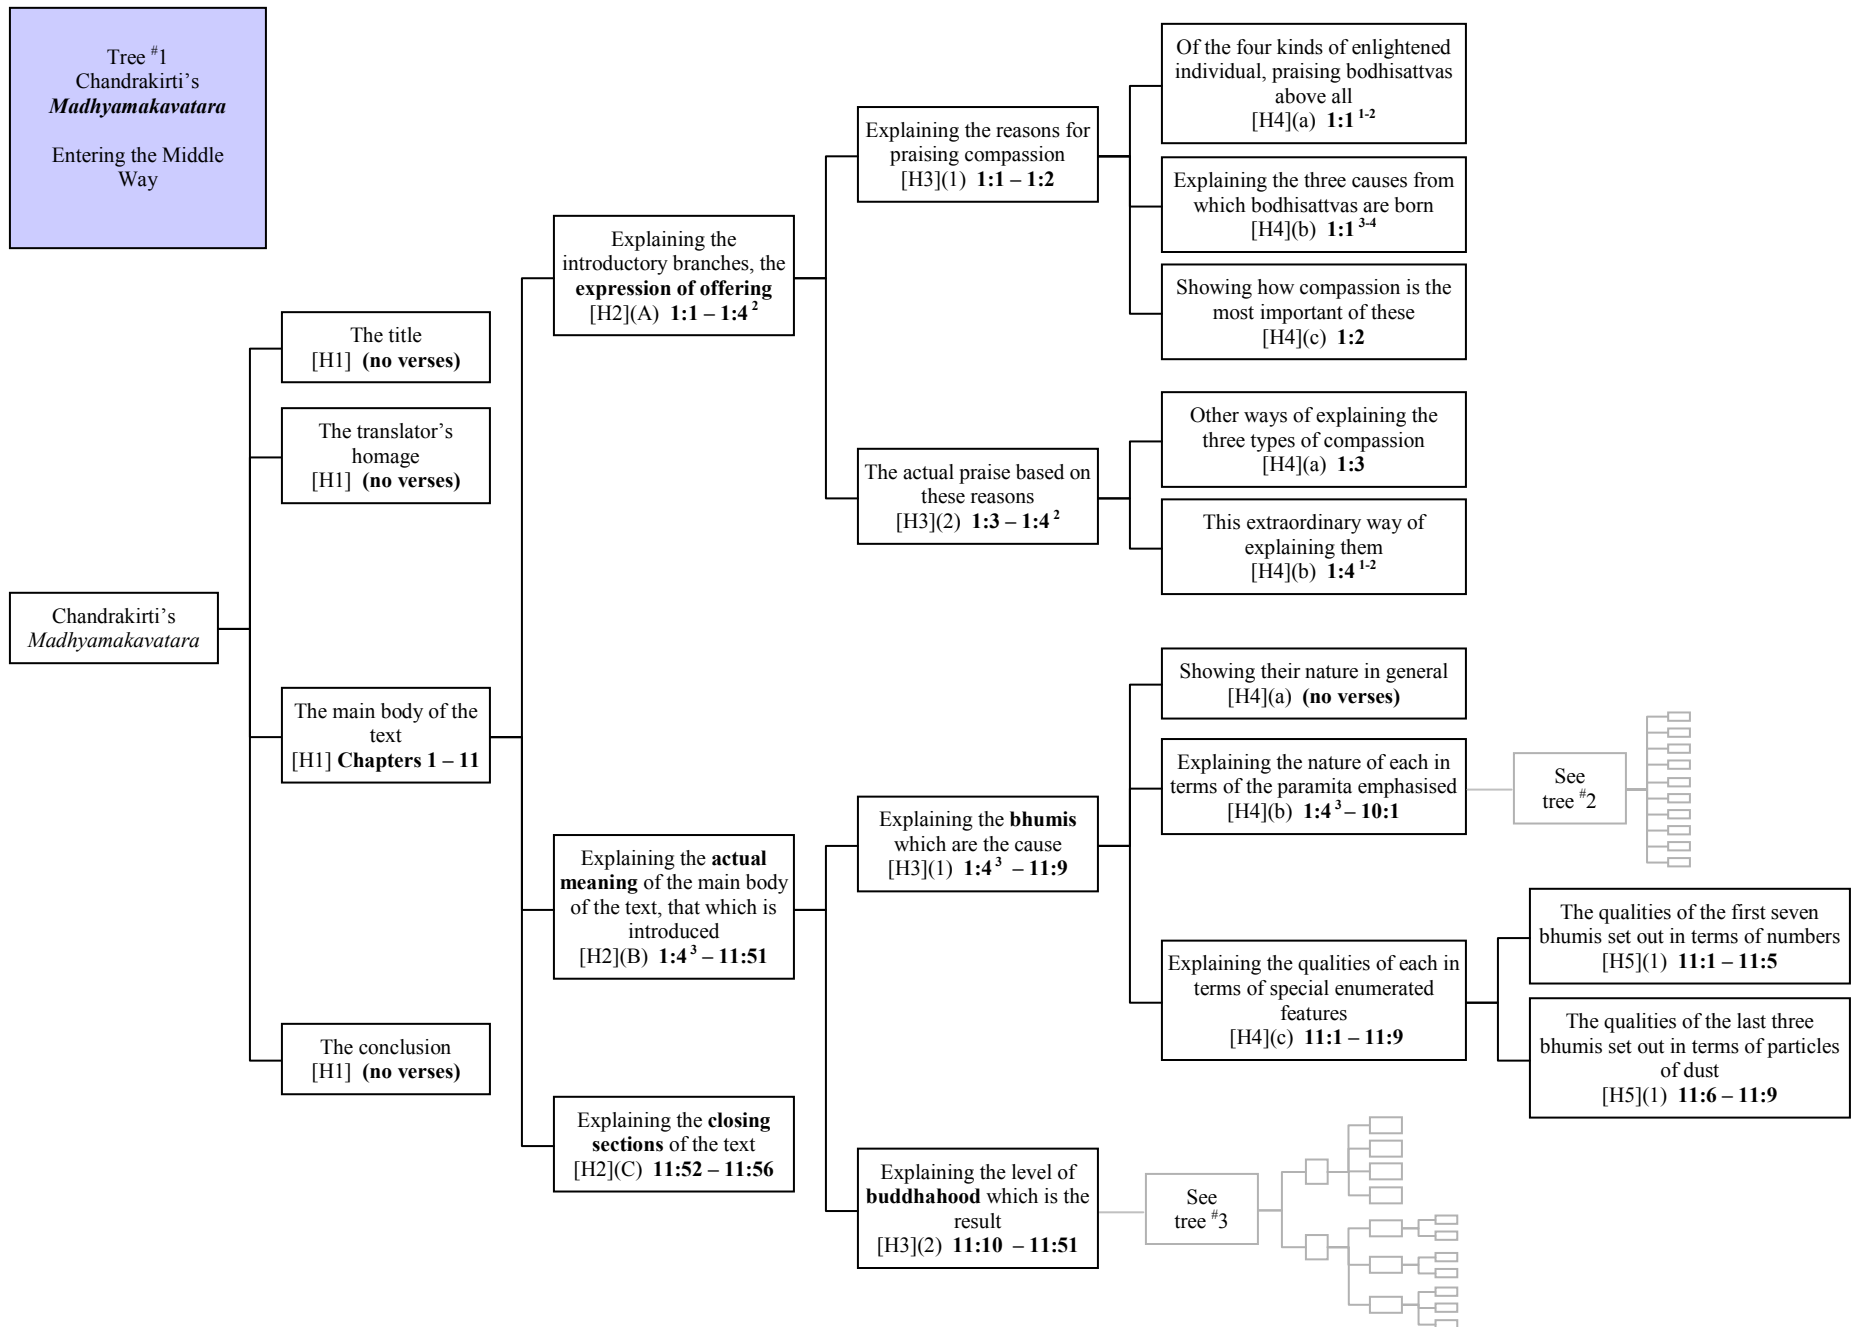 Tree #1
Chandrakirti’s
Madhyamakavatara
Entering the Middle
Way
Chandrakirti’s
Madhyamakavatara
The title
[H1] (no verses)
The translator’s
homage
[H1] (no verses)
The main body of the
text
[H1] Chapters 1 – 11
The conclusion
[H1] (no verses)
Explaining the
introductory branches, the
expression of offering
[H2](A) 1:1 – 1:4 2
Explaining the actual
meaning of the main body
of the text, that which is
introduced
[H2](B) 1:4 3 – 11:51
Explaining the closing
sections of the text
[H2](C) 11:52 – 11:56
Explaining the reasons for
praising compassion
[H3](1) 1:1 – 1:2
The actual praise based on
these reasons
[H3](2) 1:3 – 1:4 2
Explaining the bhumis
which are the cause
[H3](1) 1:4 3 – 11:9
Explaining the level of
buddhahood which is the
result
[H3](2) 11:10 – 11:51
Of the four kinds of enlightened
individual, praising bodhisattvas
above all
[H4](a) 1:1 1-2
Explaining the three causes from
which bodhisattvas are born
[H4](b) 1:1 3-4
Showing how compassion is the
most important of these
[H4](c) 1:2
Other ways of explaining the
three types of compassion
[H4](a) 1:3
This extraordinary way of
explaining them
[H4](b) 1:4 1-2
Showing their nature in general
[H4](a) (no verses)
Explaining the nature of each in
terms of the paramita emphasised
[H4](b) 1:4 3 – 10:1
Explaining the qualities of each in
terms of special enumerated
features
[H4](c) 11:1 – 11:9
See
tree #2
The qualities of the first seven
bhumis set out in terms of numbers
[H5](1) 11:1 – 11:5
The qualities of the last three
bhumis set out in terms of particles
of dust
[H5](1) 11:6 – 11:9
See
tree #3